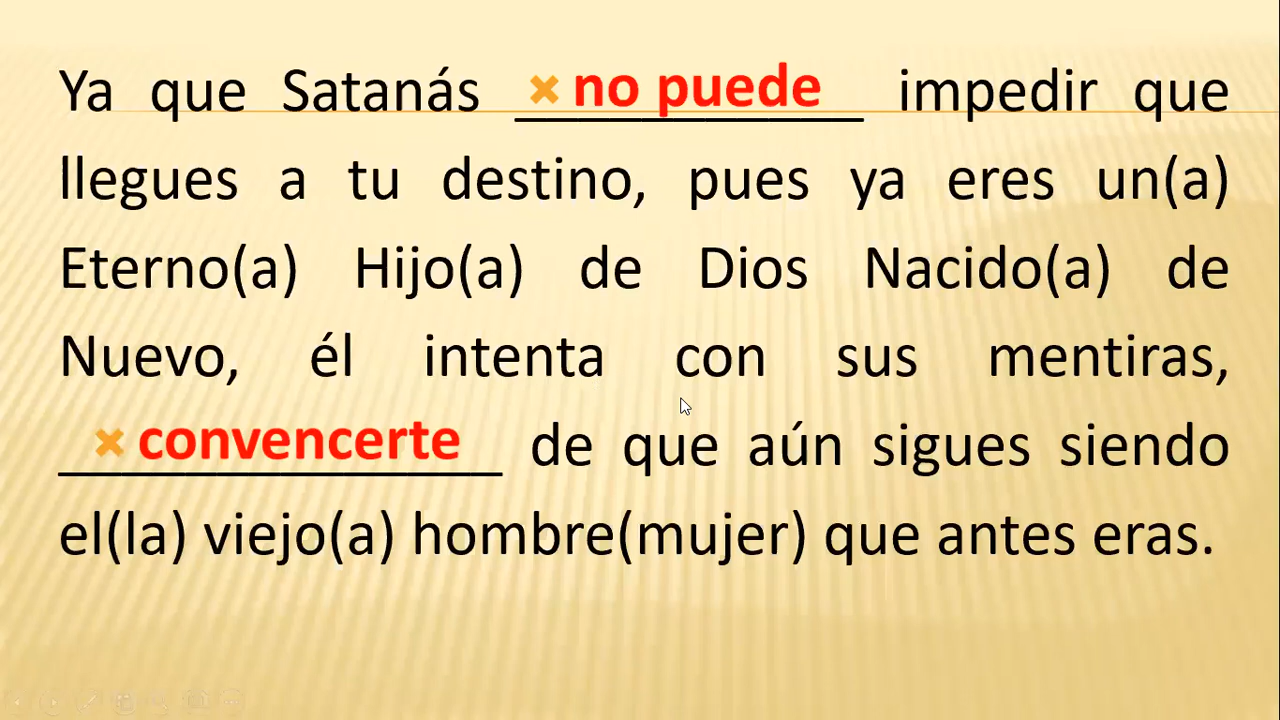 Ya que Satanás no puede impedir que
llegues a tu destino, pues ya eres un(a)
Eterno(a) Hijo(a) de Dios Nacido(a) de
Nuevo, él intenta con sus mentiras,
convencerte de que aún sigues siendo
el(la) viejo(a) hombre(mujer) que antes eras.